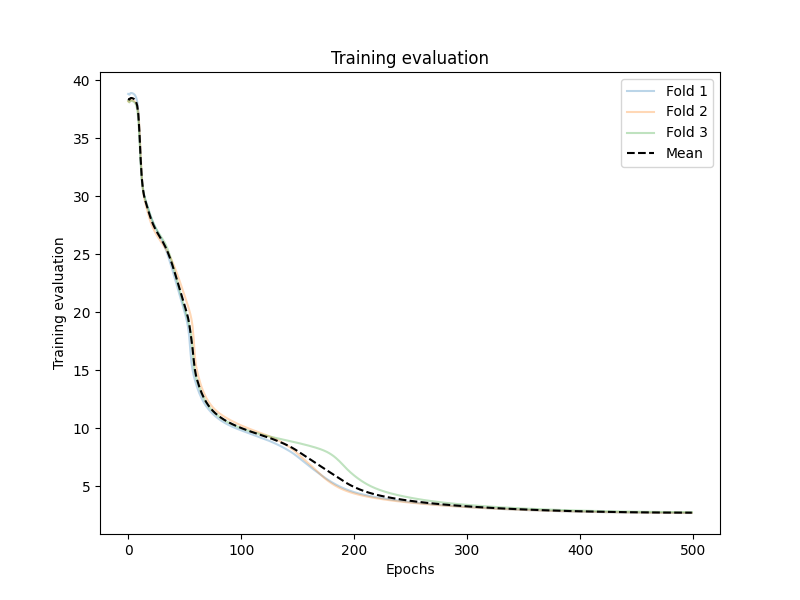 Training evaluation
40
35
30
25
20
15
10
5
Training evaluation
Fold 1
Fold 2
Fold 3
Mean
0 100 200 300 400 500
Epochs